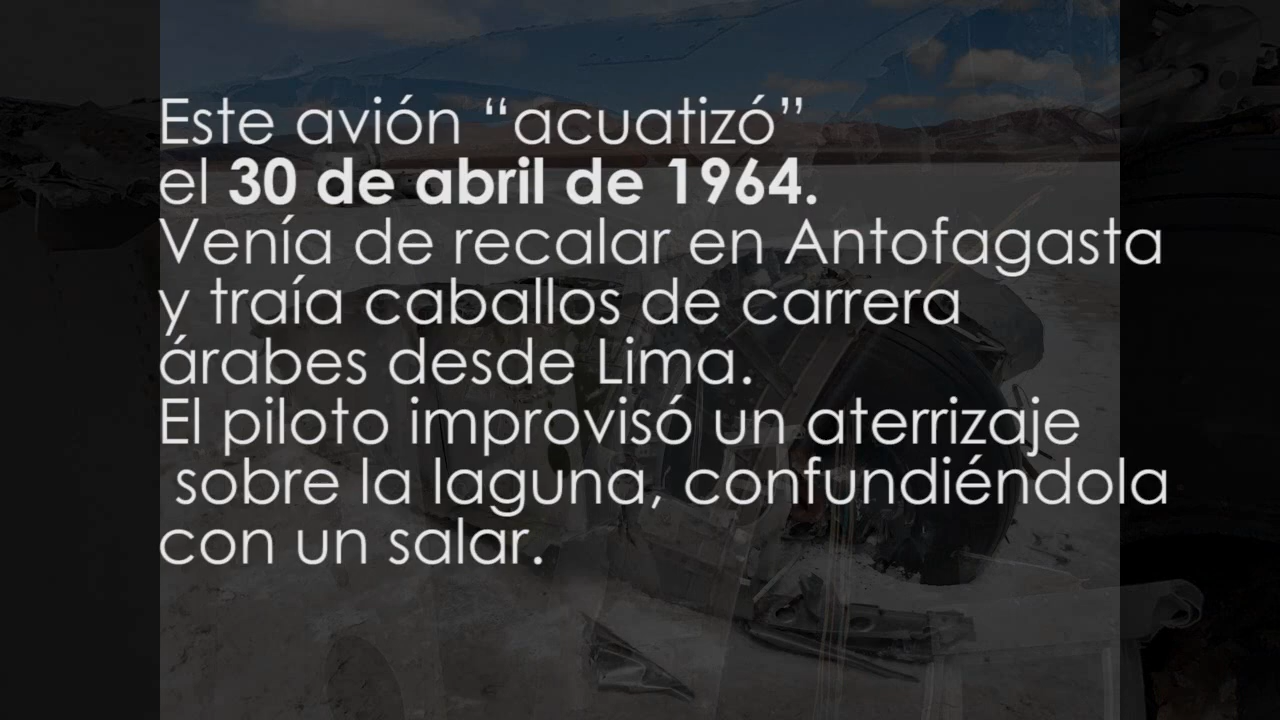 Este avión “acuatizó”
el 30 de abril de 1964.
Venía de recalar en Antofagasta
y traía caballos de carrera
árabes desde Lima.
El piloto improvisó un aterrizaje
sobre la laguna, confundiéndola
con un salar.